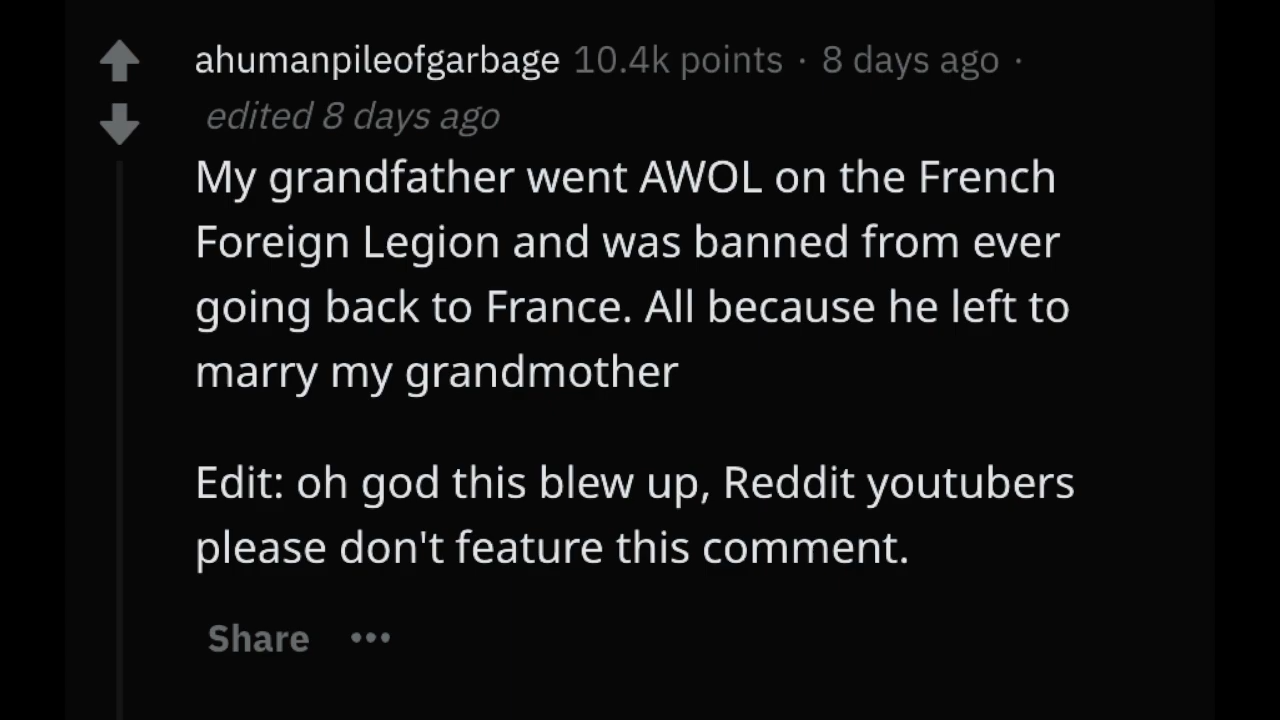 ahumanpileofgarbage 10.4k points · 8 days ago ·
edited 8 days ago
My grandfather went AWOL on the French
Foreign Legion and was banned from ever
going back to France. All because he left to
marry my grandmother
Edit: oh god this blew up, Reddit youtubers
please don't feature this comment.
Share •••